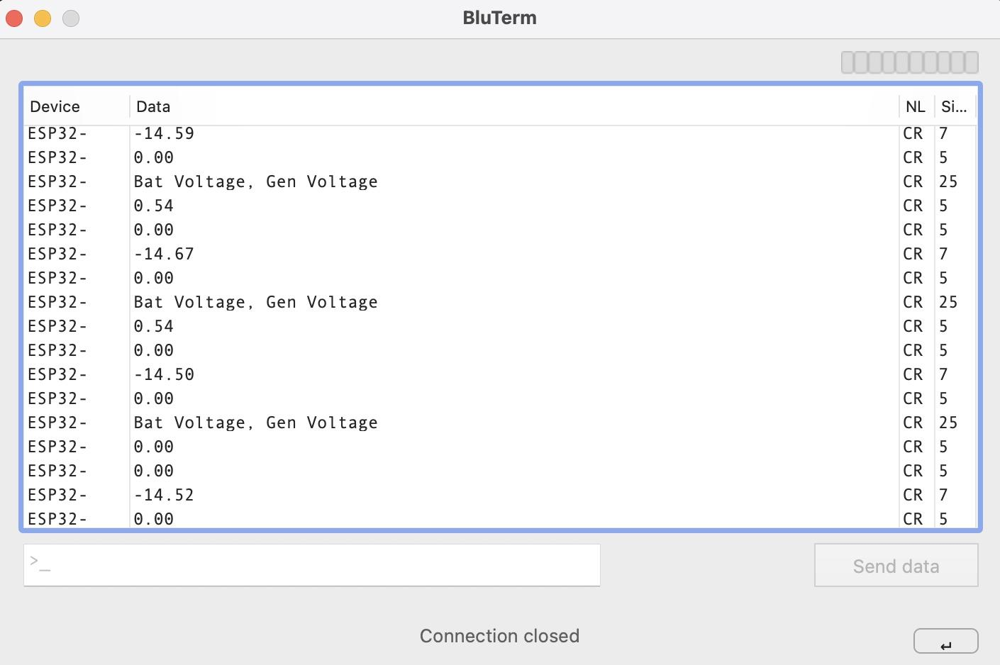 BluTerm
Device Data NL Si...
ESP32- -14.59 CR 7
ESP32- 0.00 CR 5
ESP32- Bat Voltage, Gen Voltage CR 25
ESP32- 0.54 CR 5
ESP32- 0.00 CR 5
ESP32- -14.67 CR 7
ESP32- 0.00 CR 5
ESP32- Bat Voltage, Gen Voltage CR 25
ESP32- 0.54 CR 5
ESP32- 0.00 CR 5
ESP32- -14.50 CR 7
ESP32- 0.00 CR 5
ESP32- Bat Voltage, Gen Voltage CR 25
ESP32- 0.00 CR 5
ESP32- 0.00 CR 5
ESP32- -14.52 CR 7
ESP32- 0.00 CR 5
>_
Send data
Connection closed